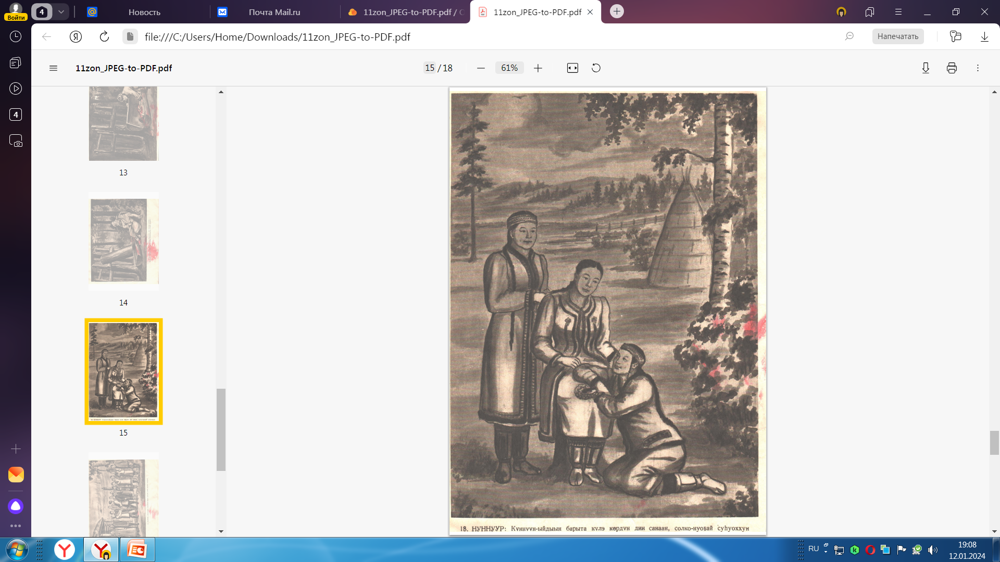 4
Новость
Почта Mail.ru
11zon_JPEG-to-PDF.pdf / О
11zon_JPEG-to-PDF.pdf
Войти
Я
file:///C:/Users/Home/Downloads/11zon_JPEG-to-PDF.pdf
Напечатать
11zon_JPEG-to-PDF.pdf
15 / 18
61%
4
13
14
15
18. НУННУУР: Күннүүн-ыйдыын барыта күлэ көрдүн дии санаан, солко-нуобай суһуоххун
RU
19:08
12.01.2024